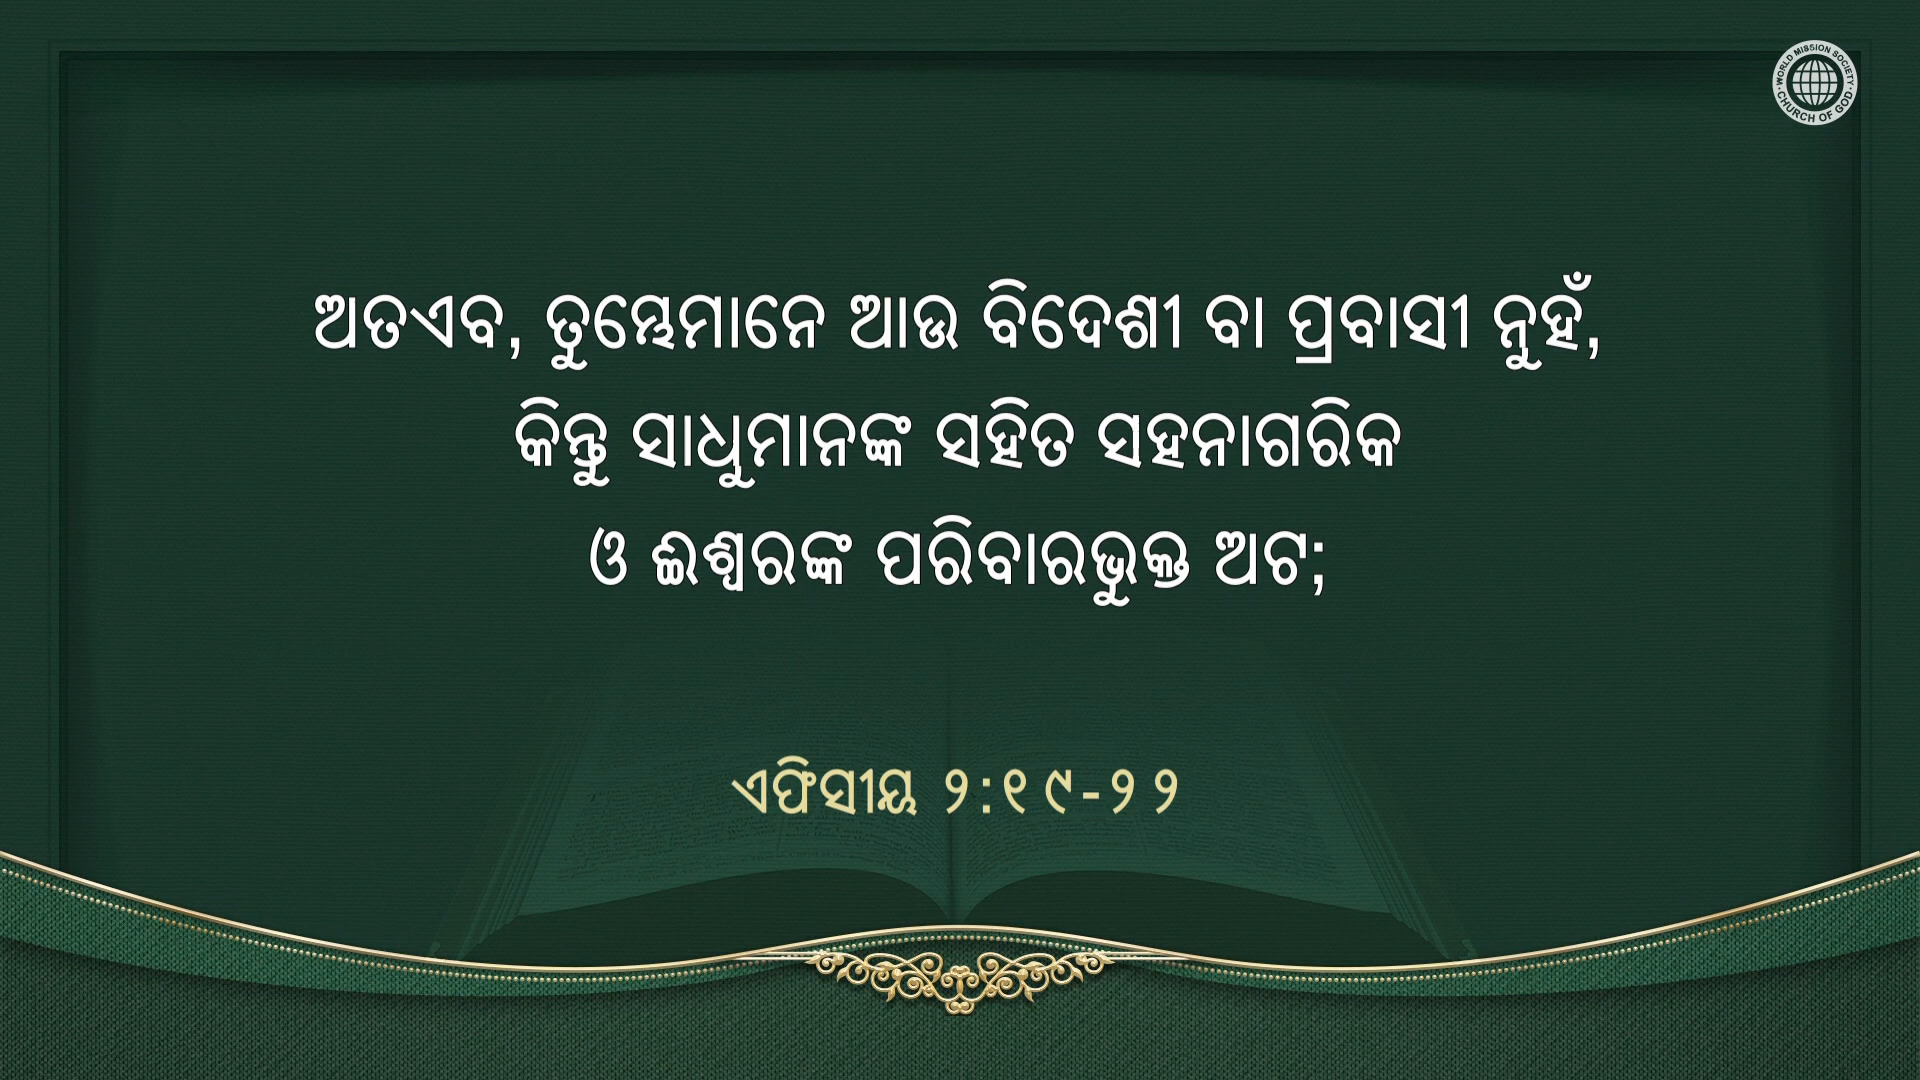 WORLD MISSION SOCIETY
CHURCH OF GOD
ଅତଏବ, ତୁମ୍ଭେମାନେ ଆଉ ବିଦେଶୀ ବା ପ୍ରବାସୀ ନୁହଁ,
କିନ୍ତୁ ସାଧୁମାନଙ୍କ ସହିତ ସହନାଗରିକ
ଓ ଈଶ୍ୱରଙ୍କ ପରିବାରଭୁକ୍ତ ଅଟ;
ଏଫିସୀୟ ୨:୧୯-୨୨